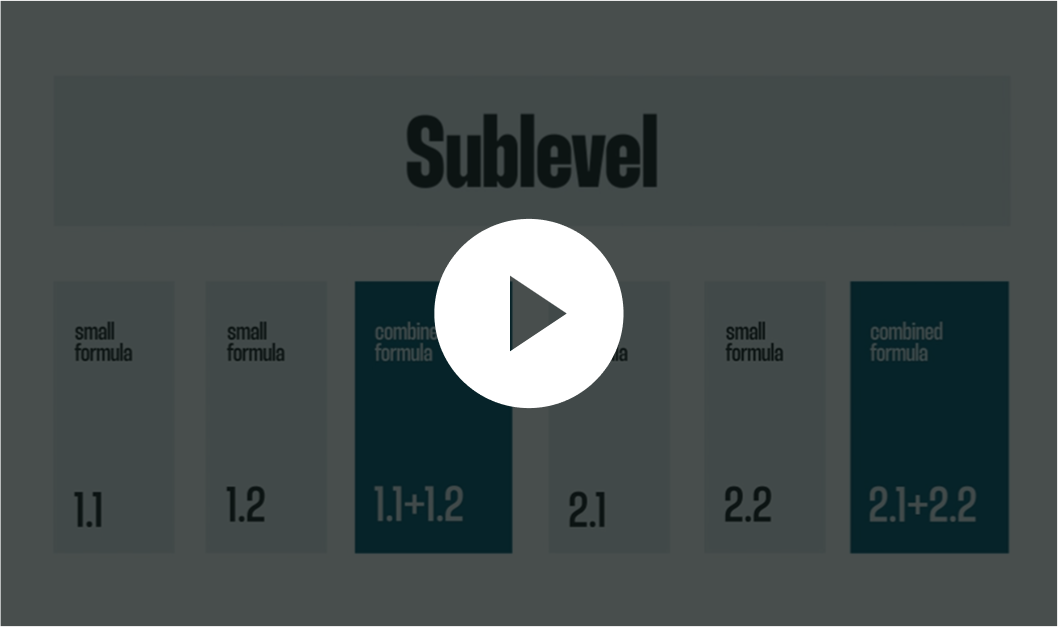 Sublevel
small
formula
1.1
small
formula
1.2
formula
1.1+1.2
2.1
small
formula
2.2
combined
formula
2.1+2.2